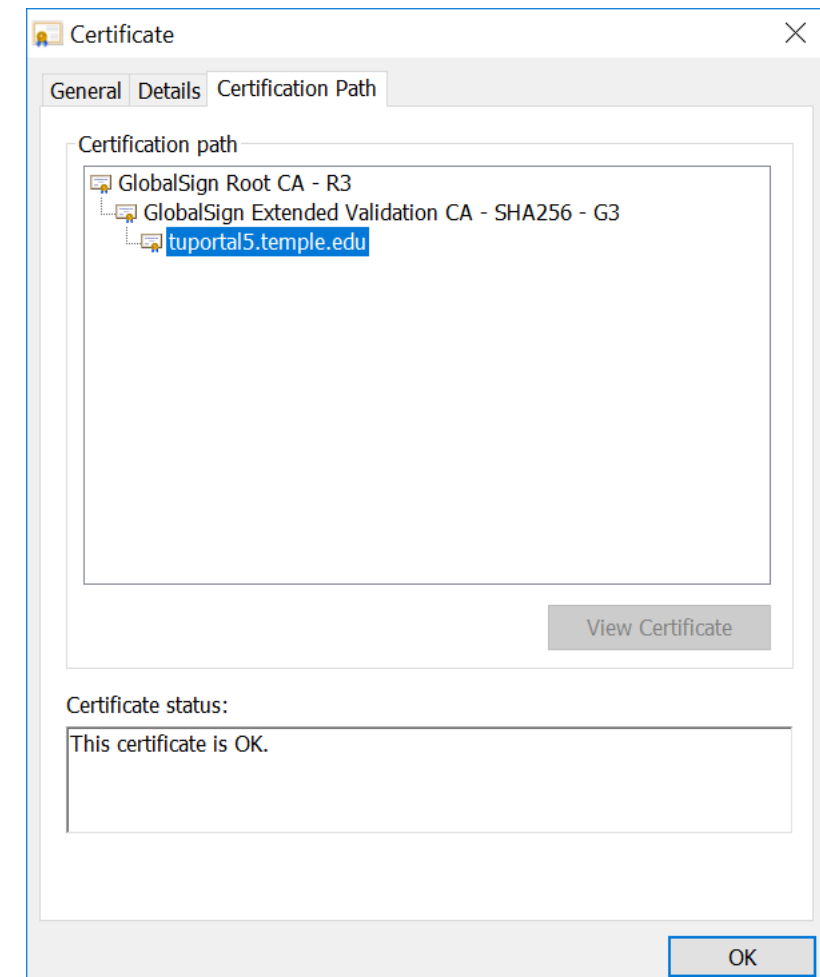 Certificate
General Details Certification Path
Certification path
GlobalSign Root CA - R3
GlobalSign Extended Validation CA - SHA256 - G3
tuportal5.temple.edu
View Certificate
Certificate status:
This certificate is OK.
OK